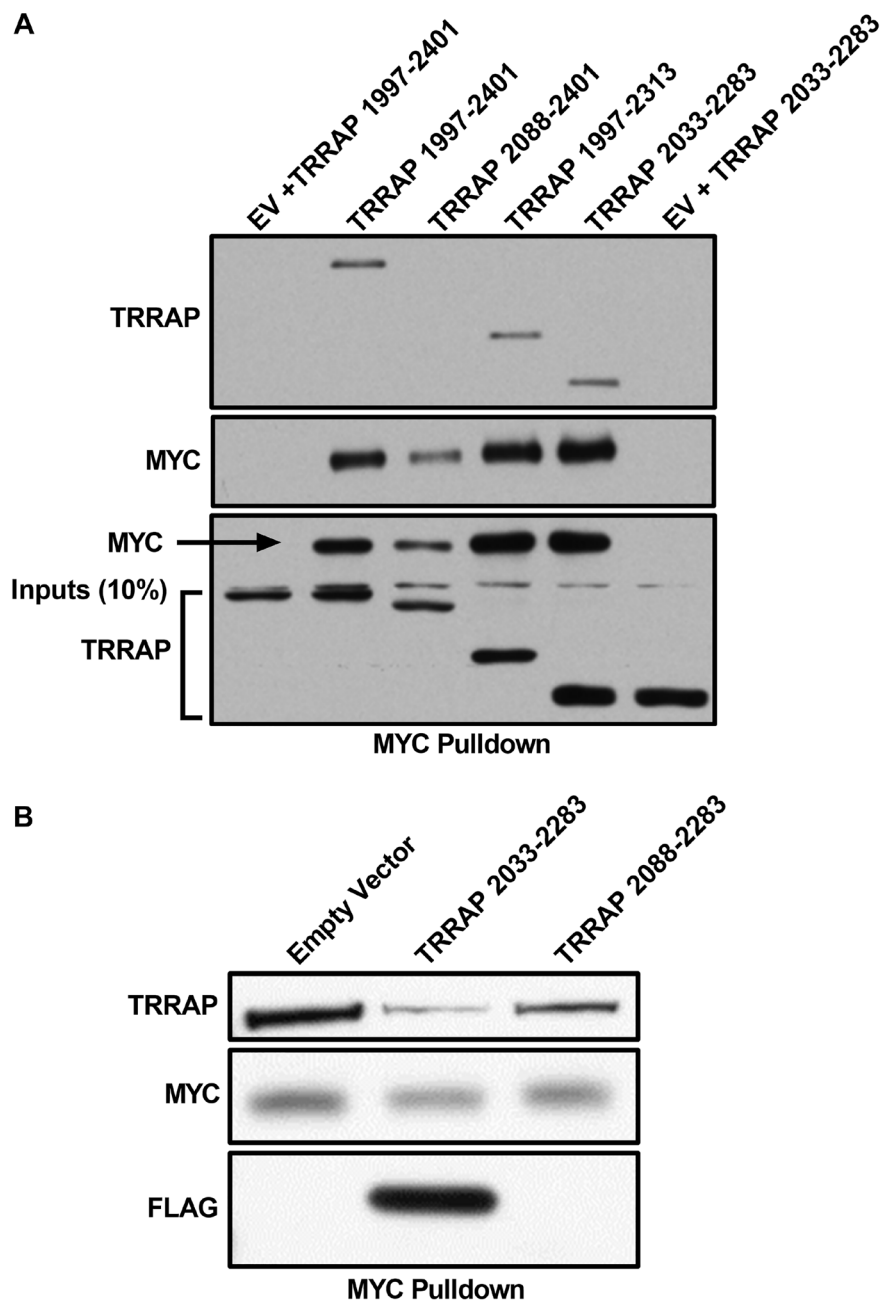 A
EV +TRRAP 1997-2401
TRRAP 1997-2401
TRRAP 2088-2401
TRRAP 1997-2313
TRRAP 2033-2283
EV + TRRAP 2033-2283
TRRAP
MYC
MYC
Inputs (10%)
TRRAP
MYC Pulldown
B
Empty Vector
TRRAP 2033-2283
TRRAP 2088-2283
TRRAP
MYC
FLAG
MYC Pulldown